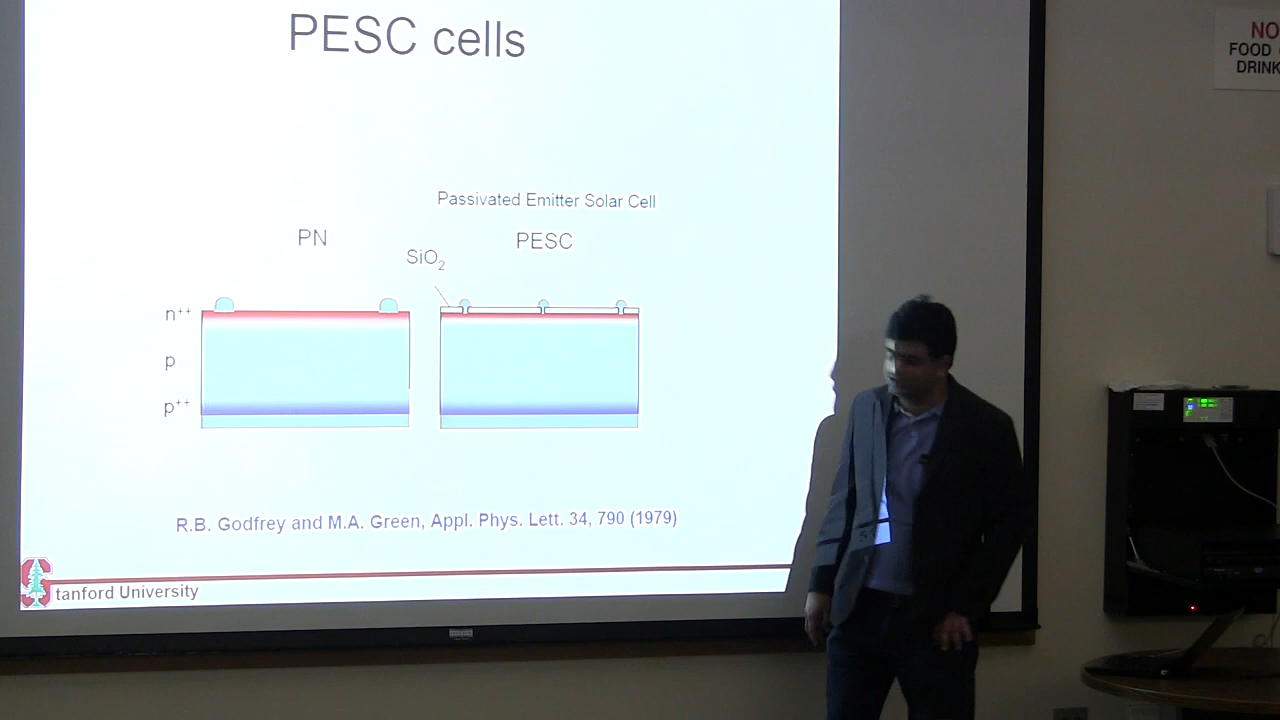 PESC cells
Passivated Emitter Solar Cell
PN
PESC
SiO₂
n⁺⁺
p
p⁺⁺
R.B. Godfrey and M.A. Green, Appl. Phys. Lett. 34, 790 (1979)
Stanford University
NO
FOOD
DRINK